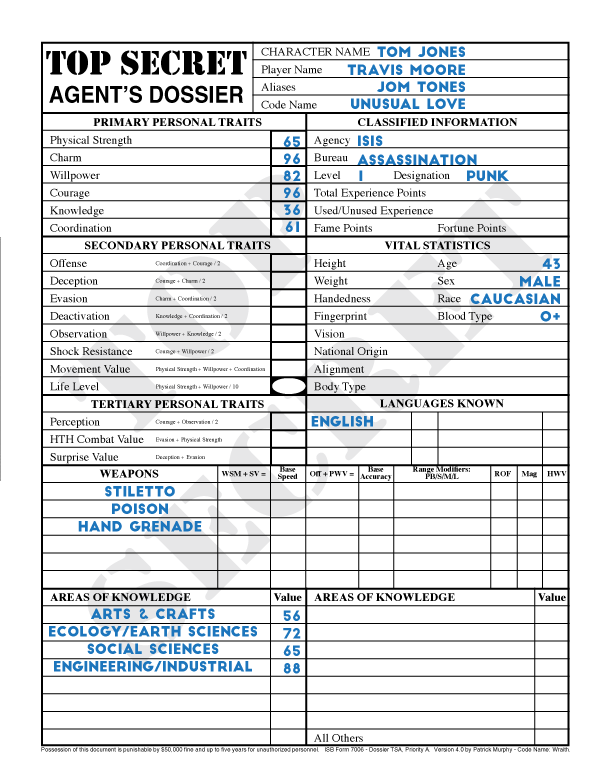 TOP SECRET
AGENT'S DOSSIER
CHARACTER NAME TOM JONES
Player Name TRAVIS MOORE
Aliases JOM TONES
Code Name UNUSUAL LOVE
PRIMARY PERSONAL TRAITS
Physical Strength 65
Charm 96
Willpower 82
Courage 96
Knowledge 36
Coordination 61
CLASSIFIED INFORMATION
Agency ISIS
Bureau ASSASSINATION
Level 1 Designation PUNK
Total Experience Points
Used/Unused Experience
Fame Points Fortune Points
SECONDARY PERSONAL TRAITS
Offense Coordination + Courage / 2
Deception Courage + Charm / 2
Evasion Charm + Coordination / 2
Deactivation Knowledge + Coordination / 2
Observation Willpower + Knowledge / 2
Shock Resistance Courage + Willpower / 2
Movement Value Physical Strength + Willpower + Coordination
Life Level Physical Strength + Willpower / 10
VITAL STATISTICS
Height Age 43
Weight Sex MALE
Handedness Race CAUCASIAN
Fingerprint Blood Type O+
Vision
National Origin
Alignment
Body Type
TERTIARY PERSONAL TRAITS
Perception Courage + Observation / 2
HTH Combat Value Evasion + Physical Strength
Surprise Value Deception + Evasion
LANGUAGES KNOWN
ENGLISH
WEAPONS WSM + SV = Base Speed Off + PWV = Base Accuracy Range Modifiers: PB/S/M/L ROF Mag HWV
STILETTO
POISON
HAND GRENADE
AREAS OF KNOWLEDGE Value AREAS OF KNOWLEDGE Value
ARTS & CRAFTS 56
ECOLOGY/EARTH SCIENCES 72
SOCIAL SCIENCES 65
ENGINEERING/INDUSTRIAL 88
All Others
Possession of this document is punishable by $50,000 fine and up to five years for unauthorized personnel. ISB Form 7006 - Dossier TSA, Priority A. Version 4.0 by Patrick Murphy - Code Name: Wrath.
TOP
SECRET